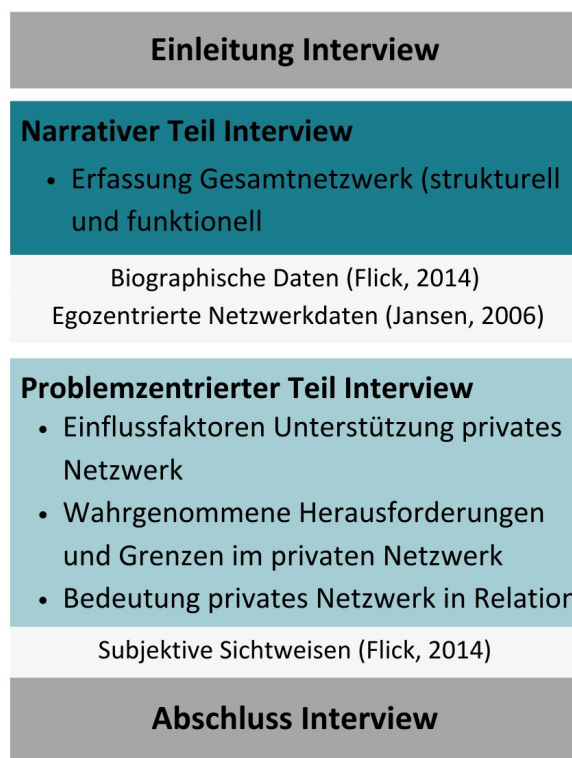 Einleitung Interview
Narrativer Teil Interview
• Erfassung Gesamtnetzwerk (strukturell
und funktionell
Biographische Daten (Flick, 2014)
Egozentrierte Netzwerkdaten (Jansen, 2006)
Problemzentrierter Teil Interview
• Einflussfaktoren Unterstützung privates
Netzwerk
• Wahrgenommene Herausforderungen
und Grenzen im privaten Netzwerk
• Bedeutung privates Netzwerk in Relation
Subjektive Sichtweisen (Flick, 2014)
Abschluss Interview